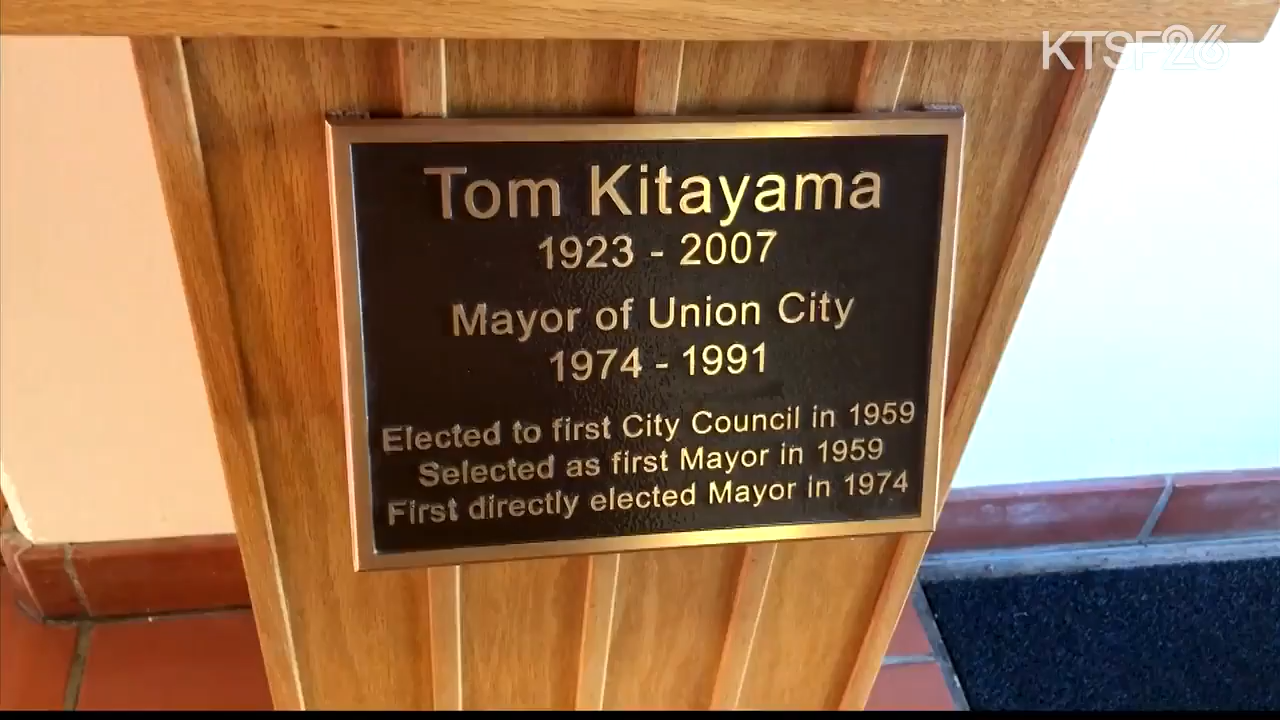 KTSF26
Tom Kitayama
1923 - 2007
Mayor of Union City
1974 - 1991
Elected to first City Council in 1959
Selected as first Mayor in 1959
First directly elected Mayor in 1974